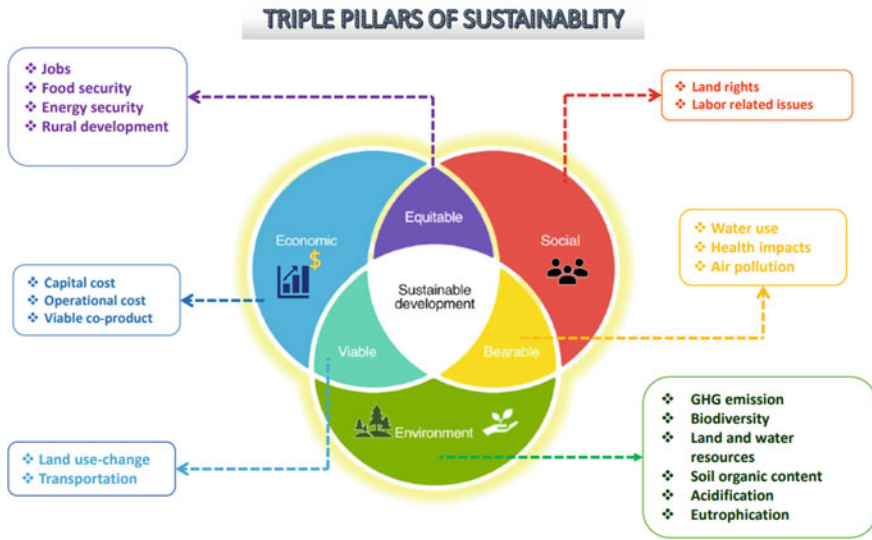 TRIPLE PILLARS OF SUSTAINABLITY
❖ Jobs
❖ Food security
❖ Energy security
❖ Rural development
❖ Land rights
❖ Labor related issues
Equitable
Economic
$
Social
❖ Water use
❖ Health impacts
❖ Air pollution
❖ Capital cost
❖ Operational cost
❖ Viable co-product
Sustainable
development
Viable
Bearable
Environment
❖ GHG emission
❖ Biodiversity
❖ Land and water
resources
❖ Soil organic content
❖ Acidification
❖ Eutrophication
❖ Land use-change
❖ Transportation